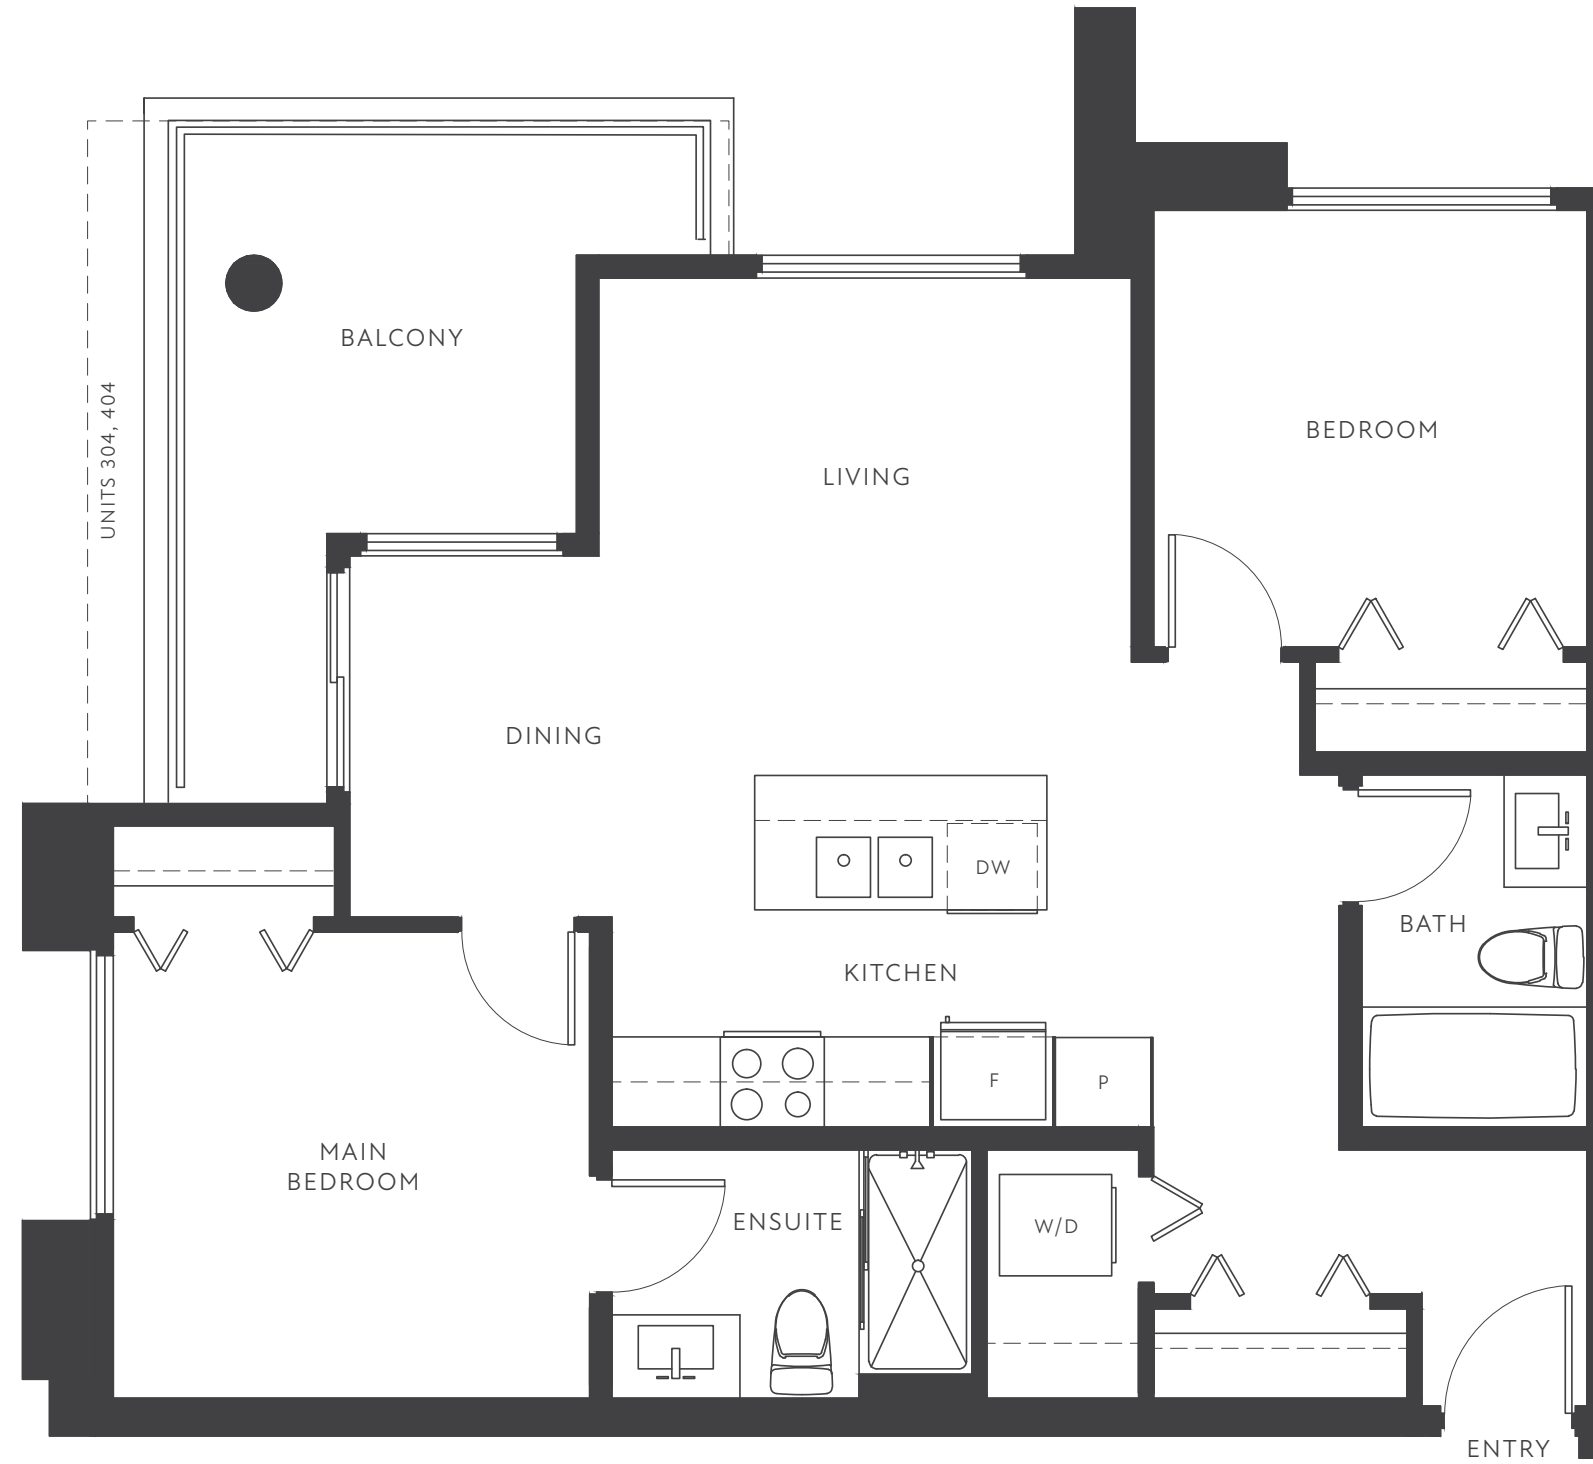 BALCONY
UNITS 304, 404
BEDROOM
LIVING
DINING
DW
BATH
KITCHEN
F
P
MAIN
BEDROOM
ENSUITE
W/D
ENTRY